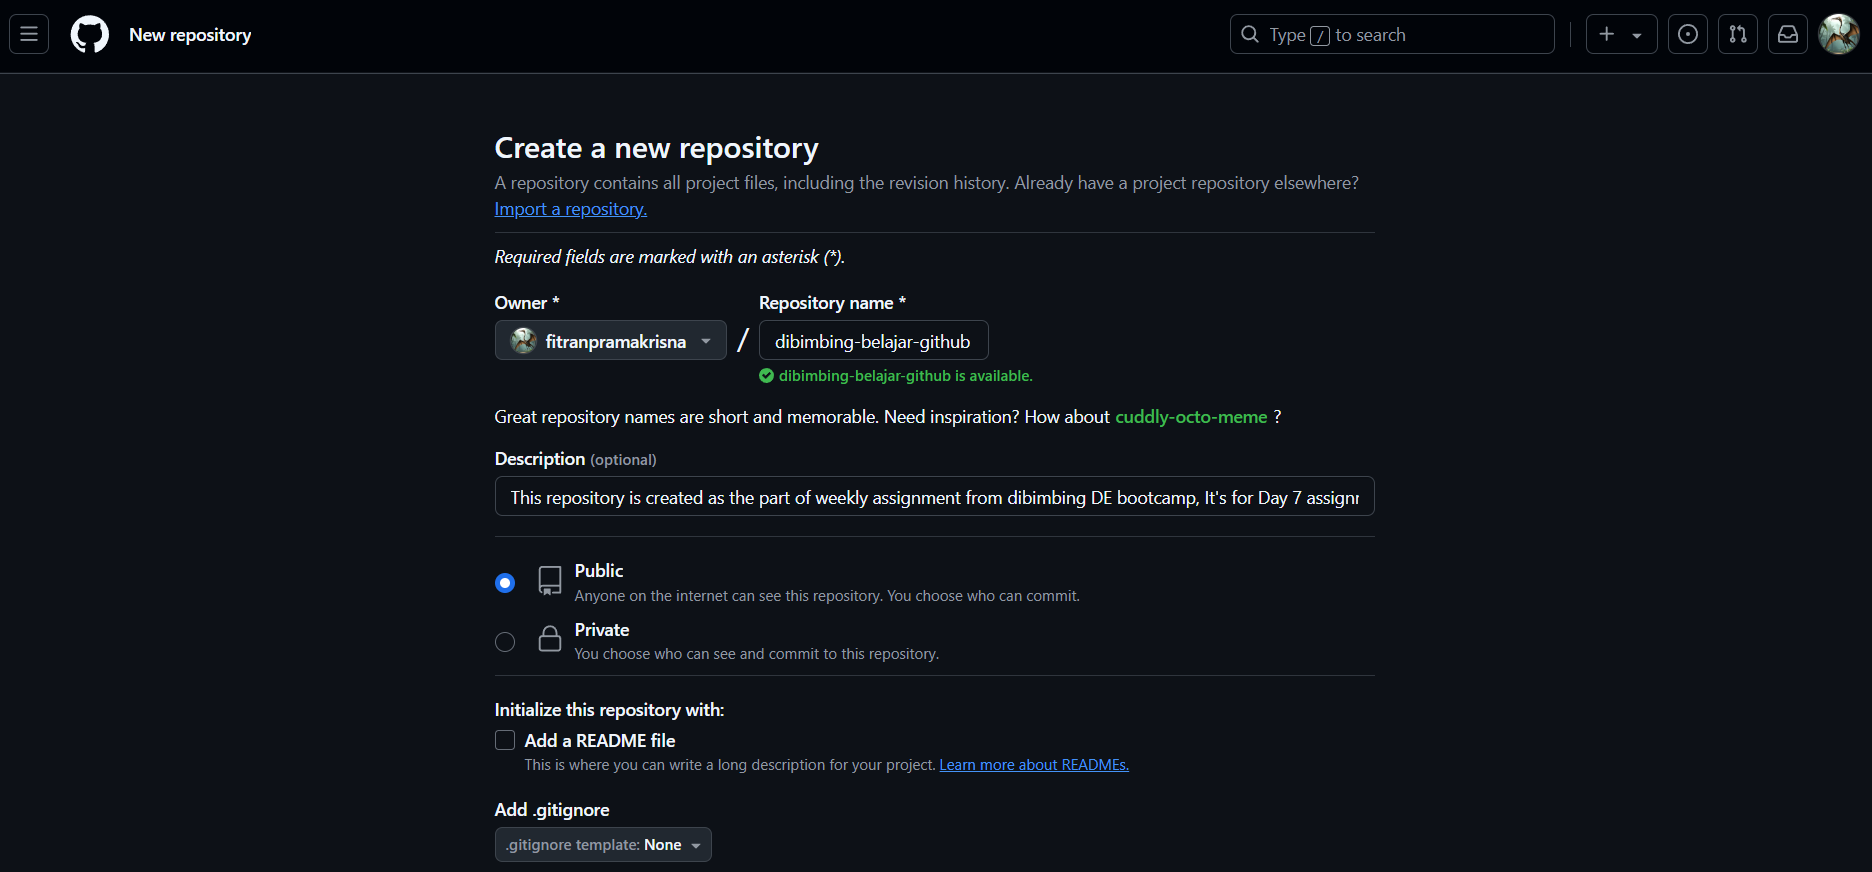 New repository
Type / to search
Create a new repository
A repository contains all project files, including the revision history. Already have a project repository elsewhere?
Import a repository.
Required fields are marked with an asterisk (*).
Owner *
Repository name *
fitranpramakrisna
/
dibimbing-belajar-github
dibimbing-belajar-github is available.
Great repository names are short and memorable. Need inspiration? How about cuddly-octo-meme ?
Description (optional)
This repository is created as the part of weekly assignment from dibimbing DE bootcamp, It's for Day 7
Public
Anyone on the internet can see this repository. You choose who can commit.
Private
You choose who can see and commit to this repository.
Initialize this repository with:
Add a README file
This is where you can write a long description for your project. Learn more about READMEs.
Add .gitignore
.gitignore template: None